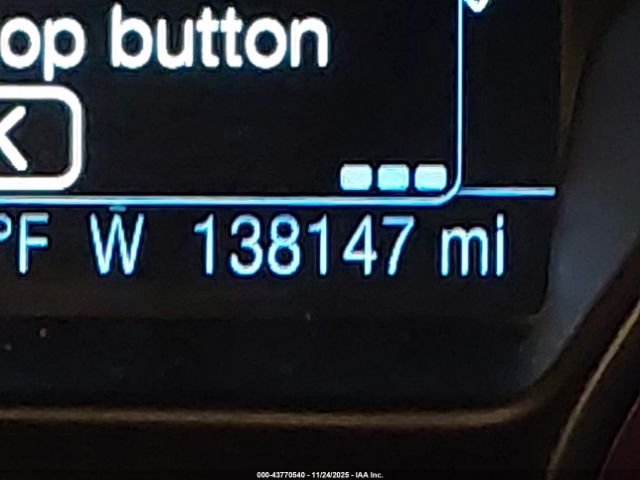 op button
K
°F W 138147 mi
000-43770540 - 11/24/2025 - IAA Inc.